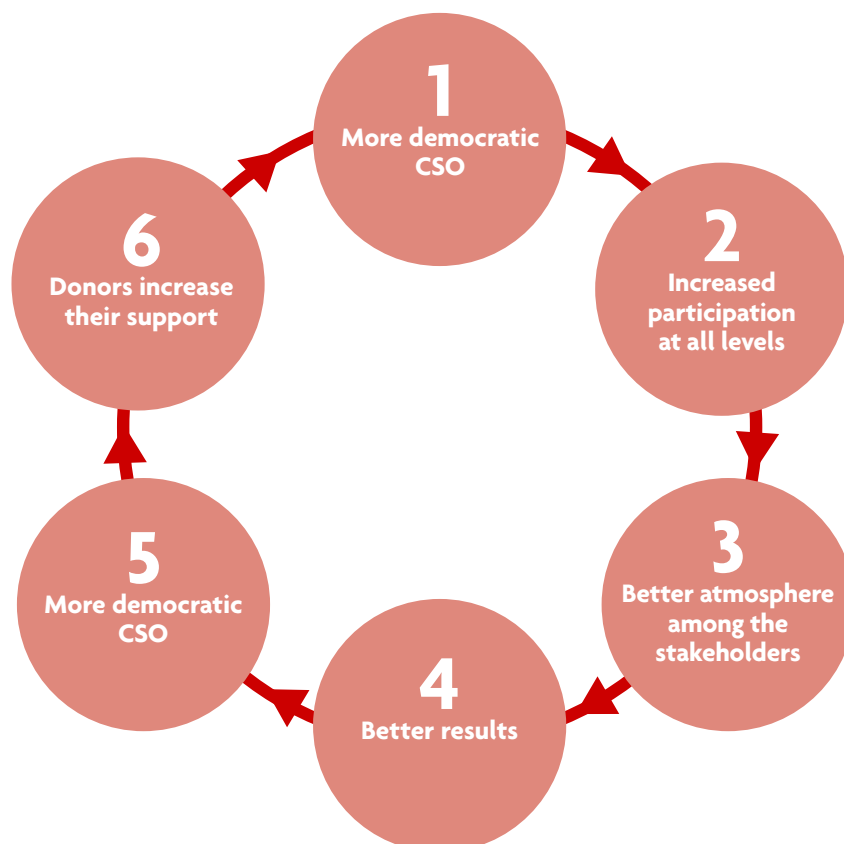 1
More democratic
CSO
2
Increased
participation
at all levels
3
Better atmosphere
among the
stakeholders
4
Better results
5
More democratic
CSO
6
Donors increase
their support